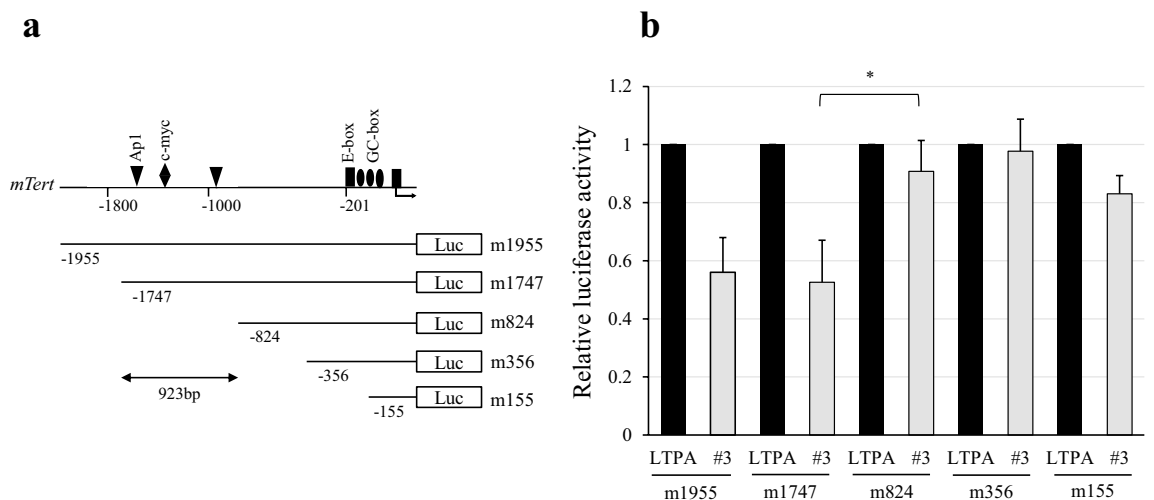 a
Ap1
c-myc
E-box
GC-box
mTert
-1800
-1000
-201
Luc
m1955
-1955
Luc
m1747
-1747
Luc
m824
-824
Luc
m356
-356
923bp
Luc
m155
-155
b
*
Relative luciferase activity
1.2
1
0.8
0.6
0.4
0.2
0
LTPA #3 LTPA #3 LTPA #3 LTPA #3 LTPA #3
m1955 m1747 m824 m356 m155